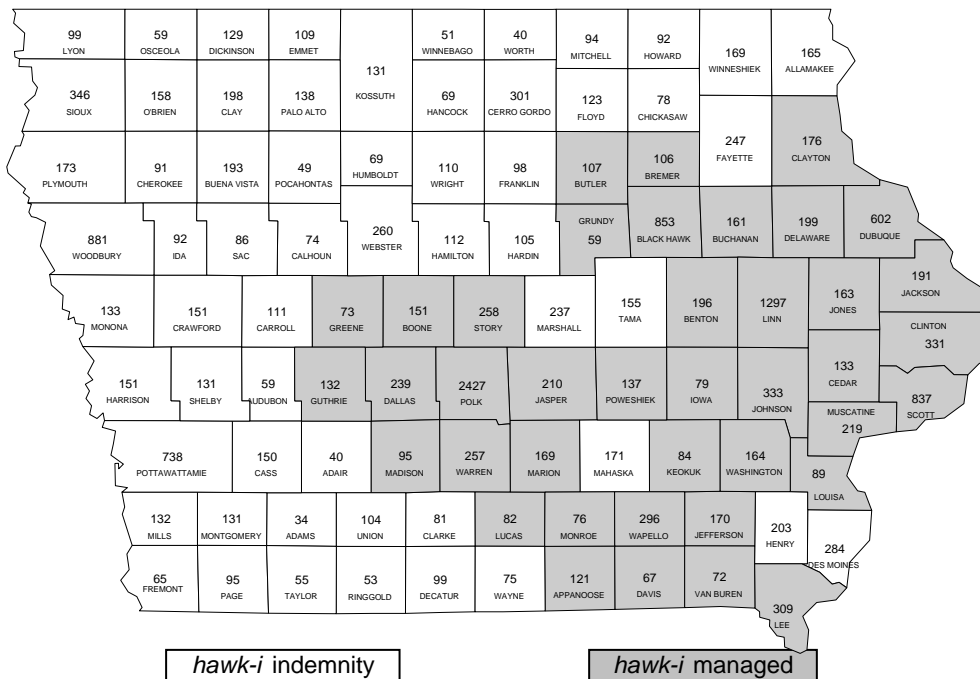 99 59 129 109 51 40 94 92 169 165
LYON OSCEOLA DICKINSON EMMET WINNEBAGO WORTH MITCHELL HOWARD WINNESHIEK ALLAMAKEE
131
KOSSUTH
346 158 198 138 69 301 123 78
SIOUX O'BRIEN CLAY PALO ALTO HANCOCK CERRO GORDO FLOYD CHICKASAW
247 176
FAYETTE CLAYTON
173 91 193 49 69 110 98 107 106
PLYMOUTH CHEROKEE BUENA VISTA POCAHONTAS HUMBOLDT WRIGHT FRANKLIN BUTLER BREMER
881 92 86 74 260 112 105 GRUNDY 853 161 199 602
WOODBURY IDA SAC CALHOUN WEBSTER HAMILTON HARDIN 59 BLACK HAWK BUCHANAN DELAWARE DUBUQUE
133 151 111 73 151 258 237 155 196 1297 163 191
MONONA CRAWFORD CARROLL GREENE BOONE STORY MARSHALL TAMA BENTON LINN JONES JACKSON
CLINTON
331
151 131 59 132 239 2427 210 137 79 333 133 837
HARRISON SHELBY AUDUBON GUTHRIE DALLAS POLK JASPER POWESHIEK IOWA JOHNSON CEDAR SCOTT
MUSCATINE
219
738 150 40 95 257 169 171 84 164 89
POTTAWATTAMIE CASS ADAIR MADISON WARREN MARION MAHASKA KEOKUK WASHINGTON LOUISA
132 131 34 104 81 82 76 296 170 203 284
MILLS MONTGOMERY ADAMS UNION CLARKE LUCAS MONROE WAPELLO JEFFERSON HENRY DES MOINES
65 95 55 53 99 75 121 67 72 309
FREMONT PAGE TAYLOR RINGGOLD DECATUR WAYNE APPANOOSE DAVIS VAN BUREN LEE
hawk-i indemnity
hawk-i managed